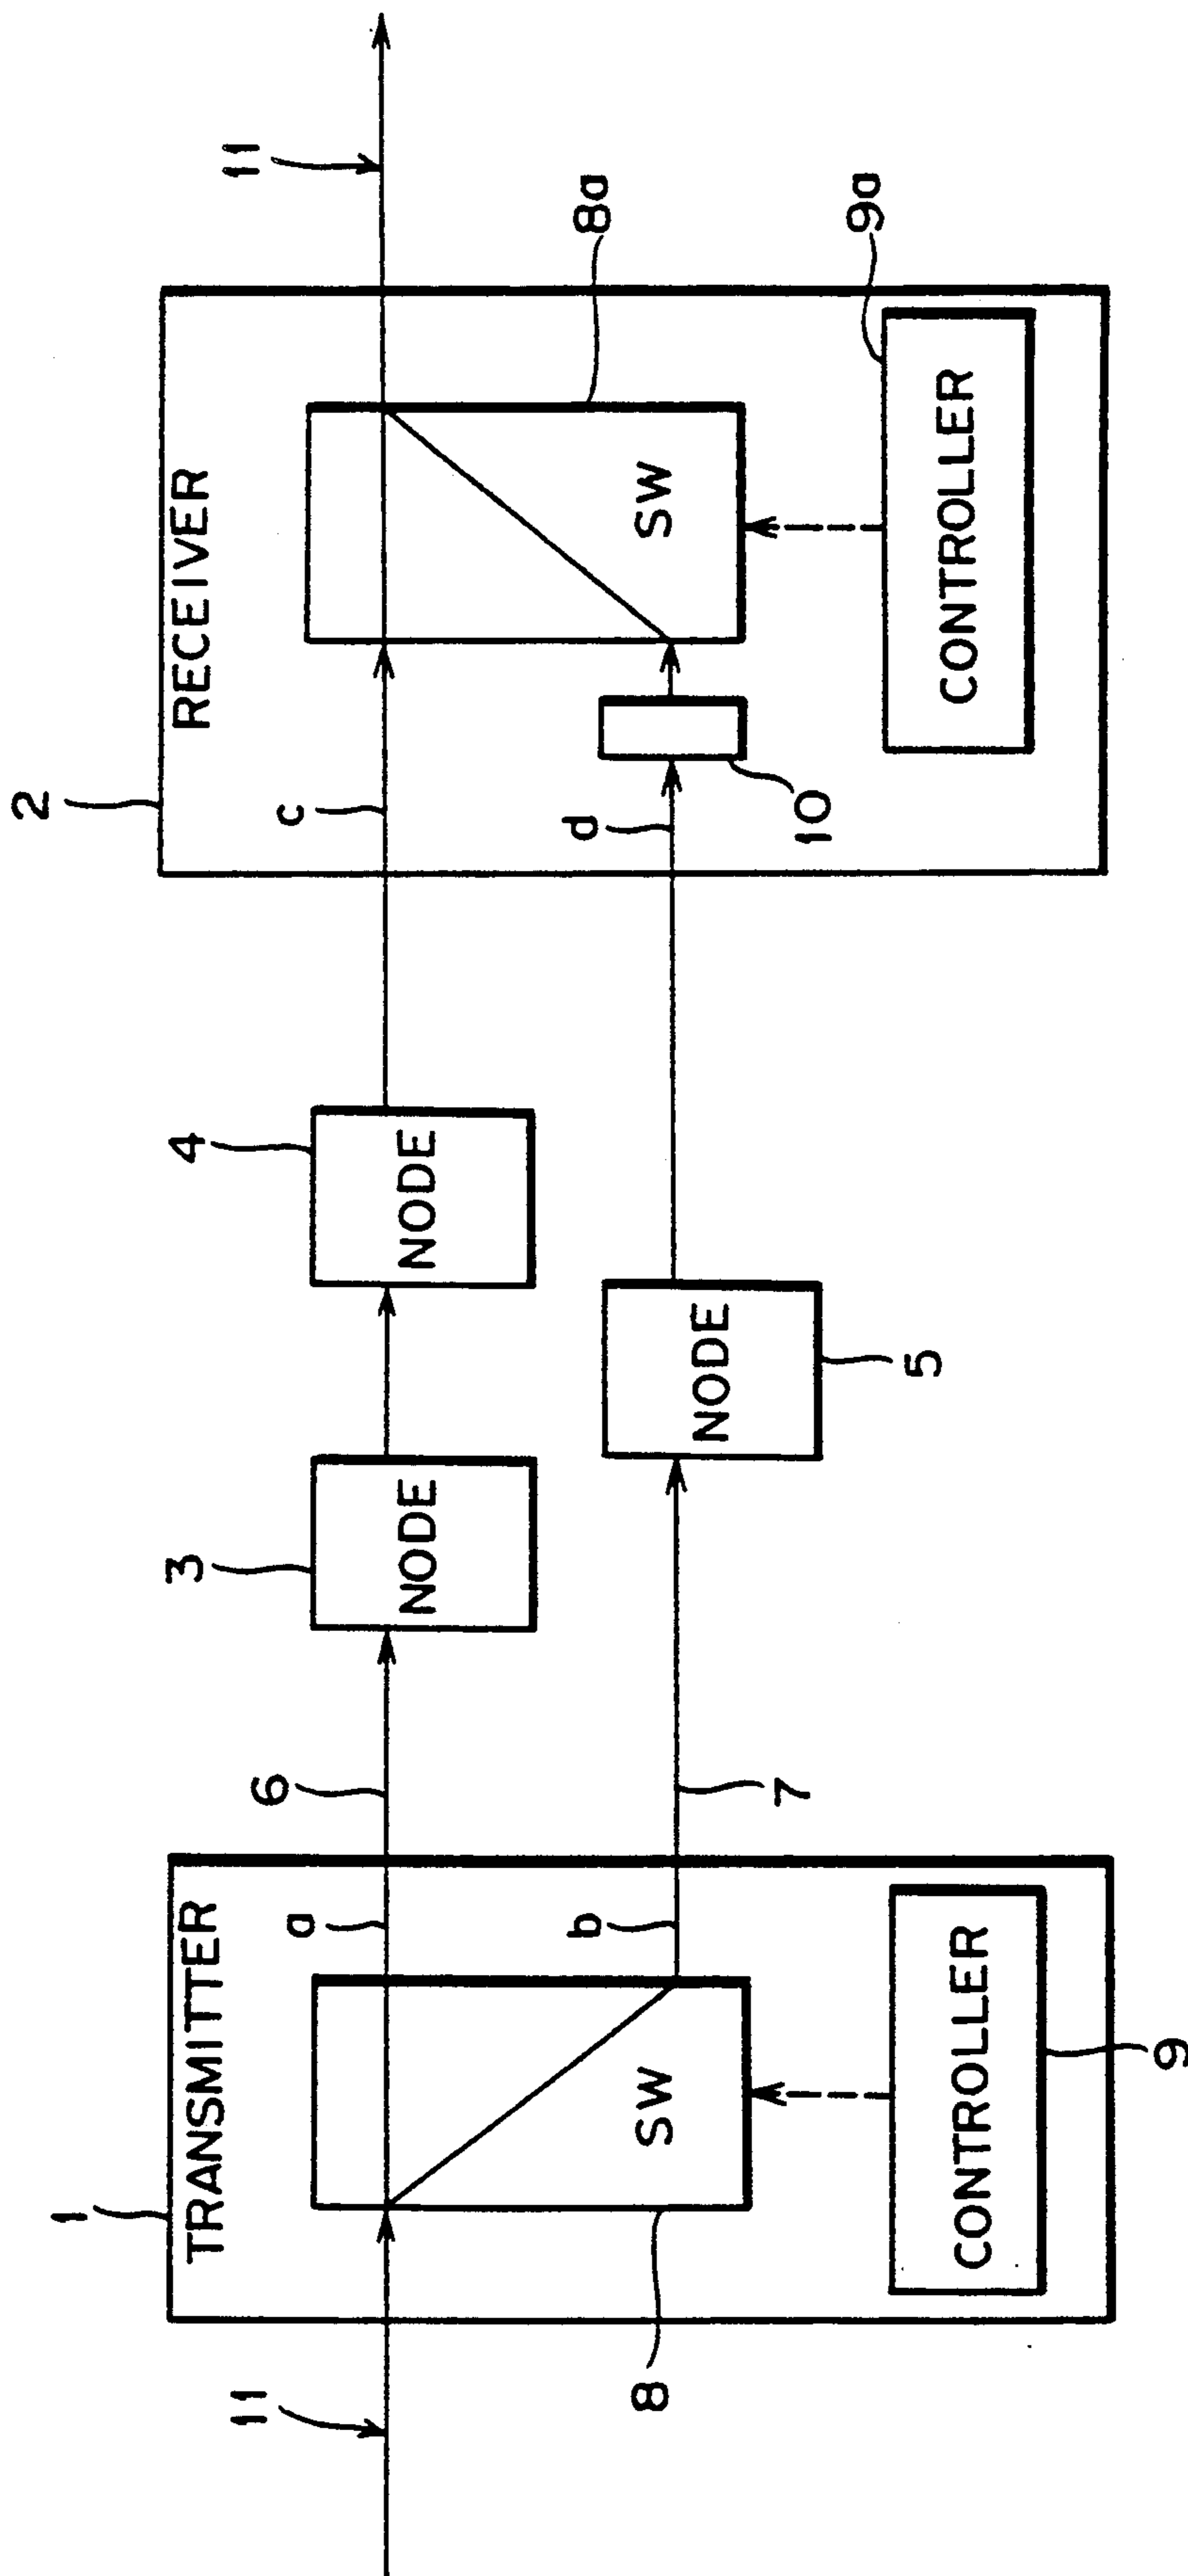 11
1
TRANSMITTER
8
SW
a
b
CONTROLLER
9
6
7
3
NODE
4
NODE
NODE
5
2
RECEIVER
c
d
10
SW
8a
CONTROLLER
9a
11